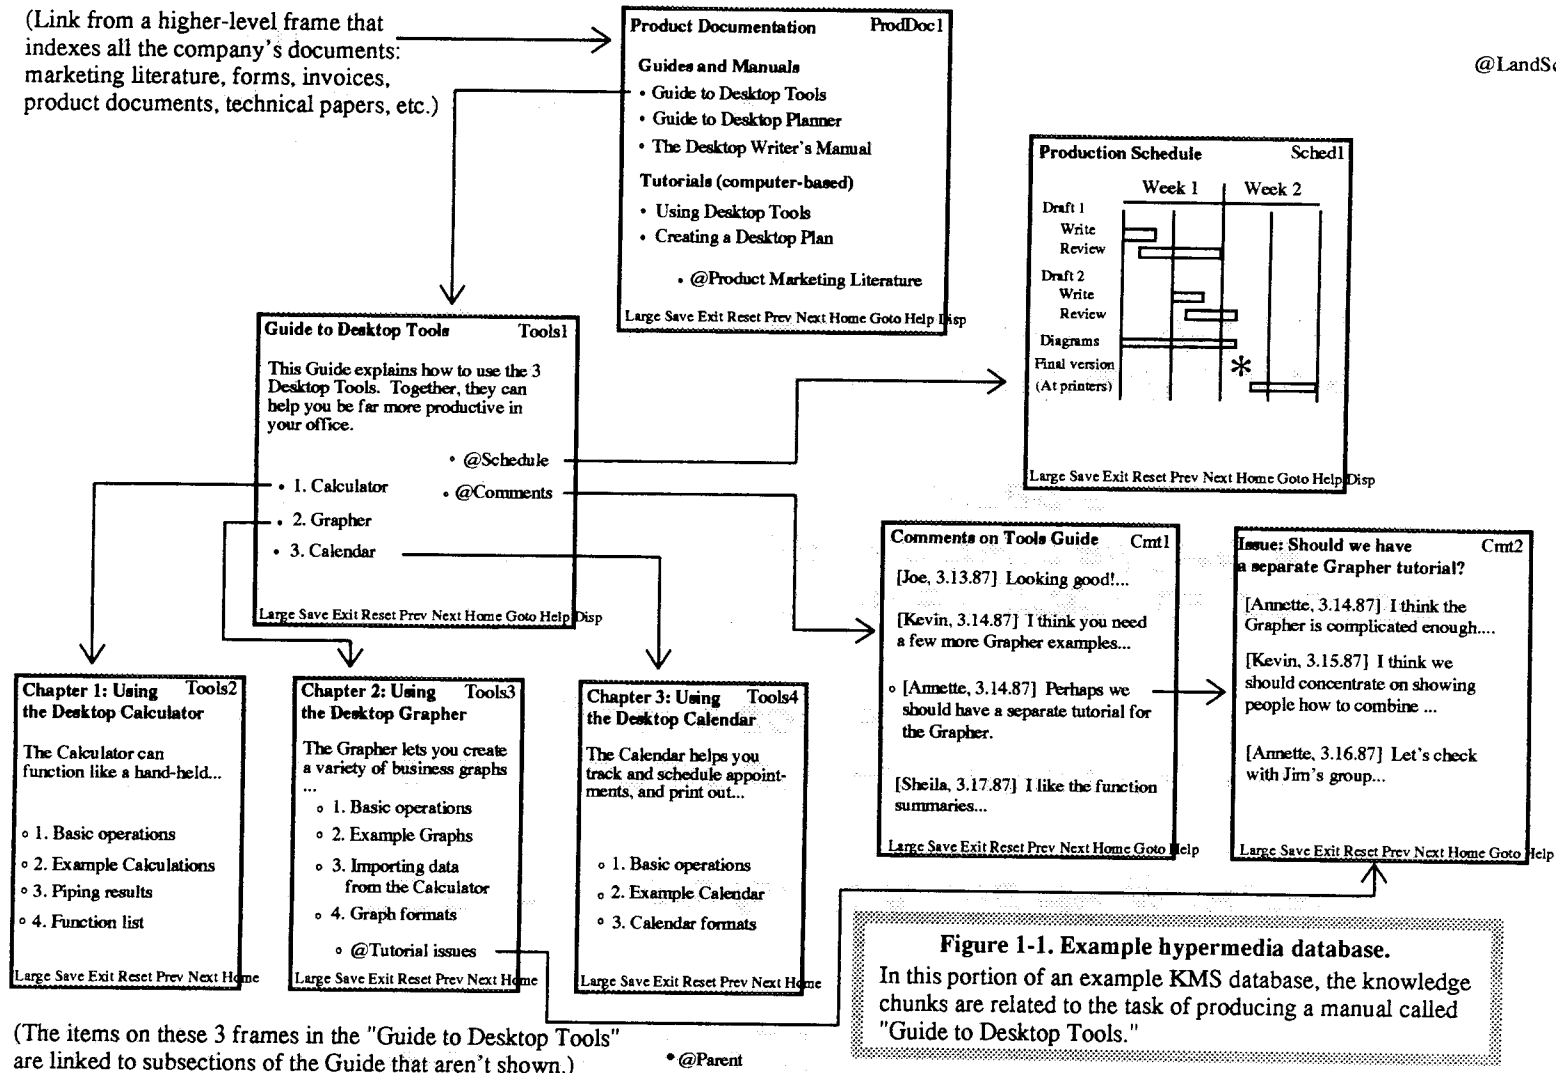 (Link from a higher-level frame that
indexes all the company's documents:
marketing literature, forms, invoices,
product documents, technical papers, etc.)
Product Documentation ProdDoc1
Guides and Manuals
• Guide to Desktop Tools
• Guide to Desktop Planner
• The Desktop Writer's Manual
Tutorials (computer-based)
• Using Desktop Tools
• Creating a Desktop Plan
• @Product Marketing Literature
Large Save Exit Reset Prev Next Home Goto Help Disp
Production Schedule Sched1
Week 1 Week 2
Draft 1
Write
Review
Draft 2
Write
Review
Diagrams
Final version *
(At printers)
Large Save Exit Reset Prev Next Home Goto Help Disp
Guide to Desktop Tools Tools1
This Guide explains how to use the 3
Desktop Tools. Together, they can
help you be far more productive in
your office.
• @Schedule
• 1. Calculator • @Comments
• 2. Grapher
• 3. Calendar
Large Save Exit Reset Prev Next Home Goto Help Disp
Comments on Tools Guide Cmt1
[Joe, 3.13.87] Looking good!...
[Kevin, 3.14.87] I think you need
a few more Grapher examples...
∘ [Annette, 3.14.87] Perhaps we
should have a separate tutorial for
the Grapher.
[Sheila, 3.17.87] I like the function
summaries...
Large Save Exit Reset Prev Next Home Goto Help
Issue: Should we have Cmt2
a separate Grapher tutorial?
[Annette, 3.14.87] I think the
Grapher is complicated enough....
[Kevin, 3.15.87] I think we
should concentrate on showing
people how to combine ...
[Annette, 3.16.87] Let's check
with Jim's group...
Large Save Exit Reset Prev Next Home Goto Help
Chapter 1: Using Tools2
the Desktop Calculator
The Calculator can
function like a hand-held...
∘ 1. Basic operations
∘ 2. Example Calculations
∘ 3. Piping results
∘ 4. Function list
Large Save Exit Reset Prev Next Home
Chapter 2: Using Tools3
the Desktop Grapher
The Grapher lets you create
a variety of business graphs
...
∘ 1. Basic operations
∘ 2. Example Graphs
∘ 3. Importing data
from the Calculator
∘ 4. Graph formats
∘ @Tutorial issues
Large Save Exit Reset Prev Next Home
Chapter 3: Using Tools4
the Desktop Calendar
The Calendar helps you
track and schedule appoint-
ments, and print out...
∘ 1. Basic operations
∘ 2. Example Calendar
∘ 3. Calendar formats
Large Save Exit Reset Prev Next Home
Figure 1-1. Example hypermedia database.
In this portion of an example KMS database, the knowledge
chunks are related to the task of producing a manual called
"Guide to Desktop Tools."
(The items on these 3 frames in the "Guide to Desktop Tools"
are linked to subsections of the Guide that aren't shown.)
• @Parent